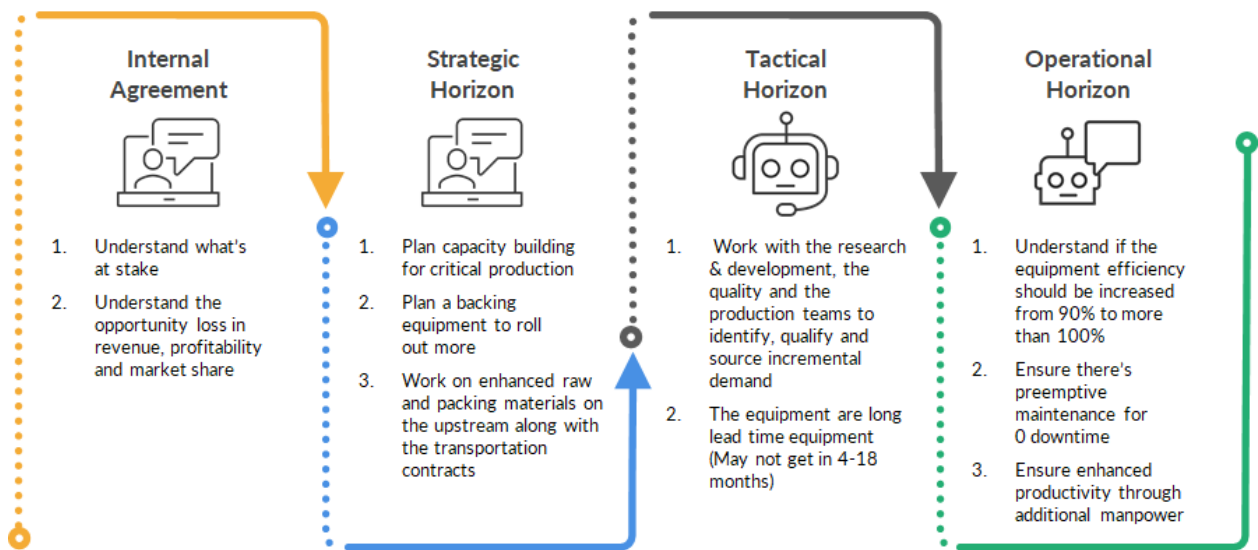 Internal
Agreement
1. Understand what's
at stake
2. Understand the
opportunity loss in
revenue, profitability
and market share
Strategic
Horizon
1. Plan capacity building
for critical production
2. Plan a backing
equipment to roll
out more
3. Work on enhanced raw
and packing materials on
the upstream along with
the transportation
contracts
Tactical
Horizon
1. Work with the research
& development, the
quality and the
production teams to
identify, qualify and
source incremental
demand
2. The equipment are long
lead time equipment
(May not get in 4-18
months)
Operational
Horizon
1. Understand if the
equipment efficiency
should be increased
from 90% to more
than 100%
2. Ensure there's
preemptive
maintenance for
0 downtime
3. Ensure enhanced
productivity through
additional manpower